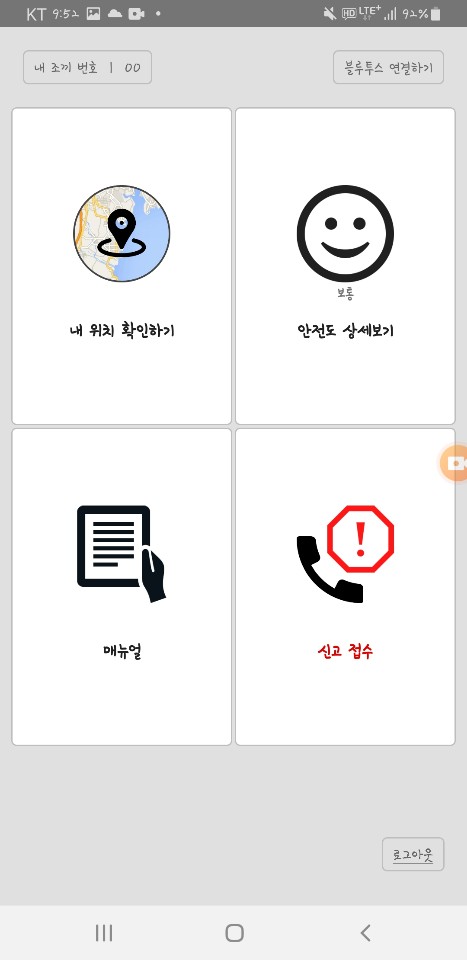 KT 9:52 HD LTE+ 92%
내 조끼 번호 | 00
블루투스 연결하기
보통
내 위치 확인하기
안전도 상세보기
매뉴얼
신고 접수
로그아웃